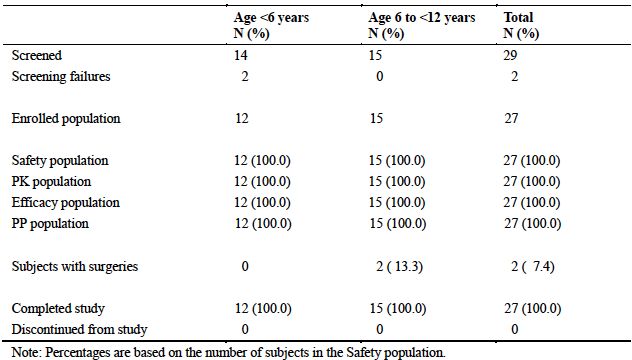 Age <6 years Age 6 to <12 years Total
N (%) N (%) N (%)
Screened 14 15 29
Screening failures 2 0 2
Enrolled population 12 15 27
Safety population 12 (100.0) 15 (100.0) 27 (100.0)
PK population 12 (100.0) 15 (100.0) 27 (100.0)
Efficacy population 12 (100.0) 15 (100.0) 27 (100.0)
PP population 12 (100.0) 15 (100.0) 27 (100.0)
Subjects with surgeries 0 2 ( 13.3) 2 ( 7.4)
Completed study 12 (100.0) 15 (100.0) 27 (100.0)
Discontinued from study 0 0 0
Note: Percentages are based on the number of subjects in the Safety population.